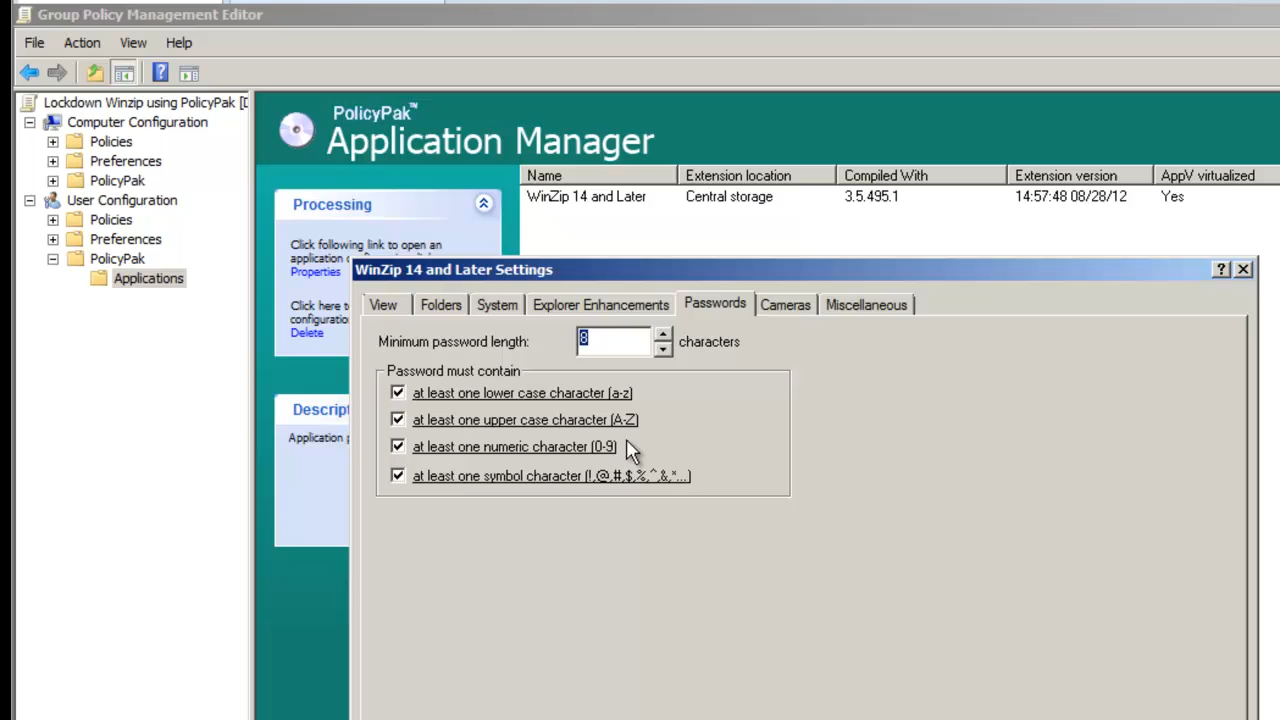 Group Policy Management Editor
File Action View Help
Lockdown Winzip using PolicyPak [D
Computer Configuration
Policies
Preferences
PolicyPak
User Configuration
Policies
Preferences
PolicyPak
Applications
PolicyPak™
Application Manager
Name Extension location Compiled With Extension version AppV virtualized
WinZip 14 and Later Central storage 3.5.495.1 14:57:48 08/28/12 Yes
Processing
Click following link to open an
application
Properties
Click here to
configuratio
Delete
Descript
Application p
WinZip 14 and Later Settings
View Folders System Explorer Enhancements Passwords Cameras Miscellaneous
Minimum password length: 8 characters
Password must contain
at least one lower case character (a-z)
at least one upper case character (A-Z)
at least one numeric character (0-9)
at least one symbol character (!,@,#,$,%,^,&,*...)